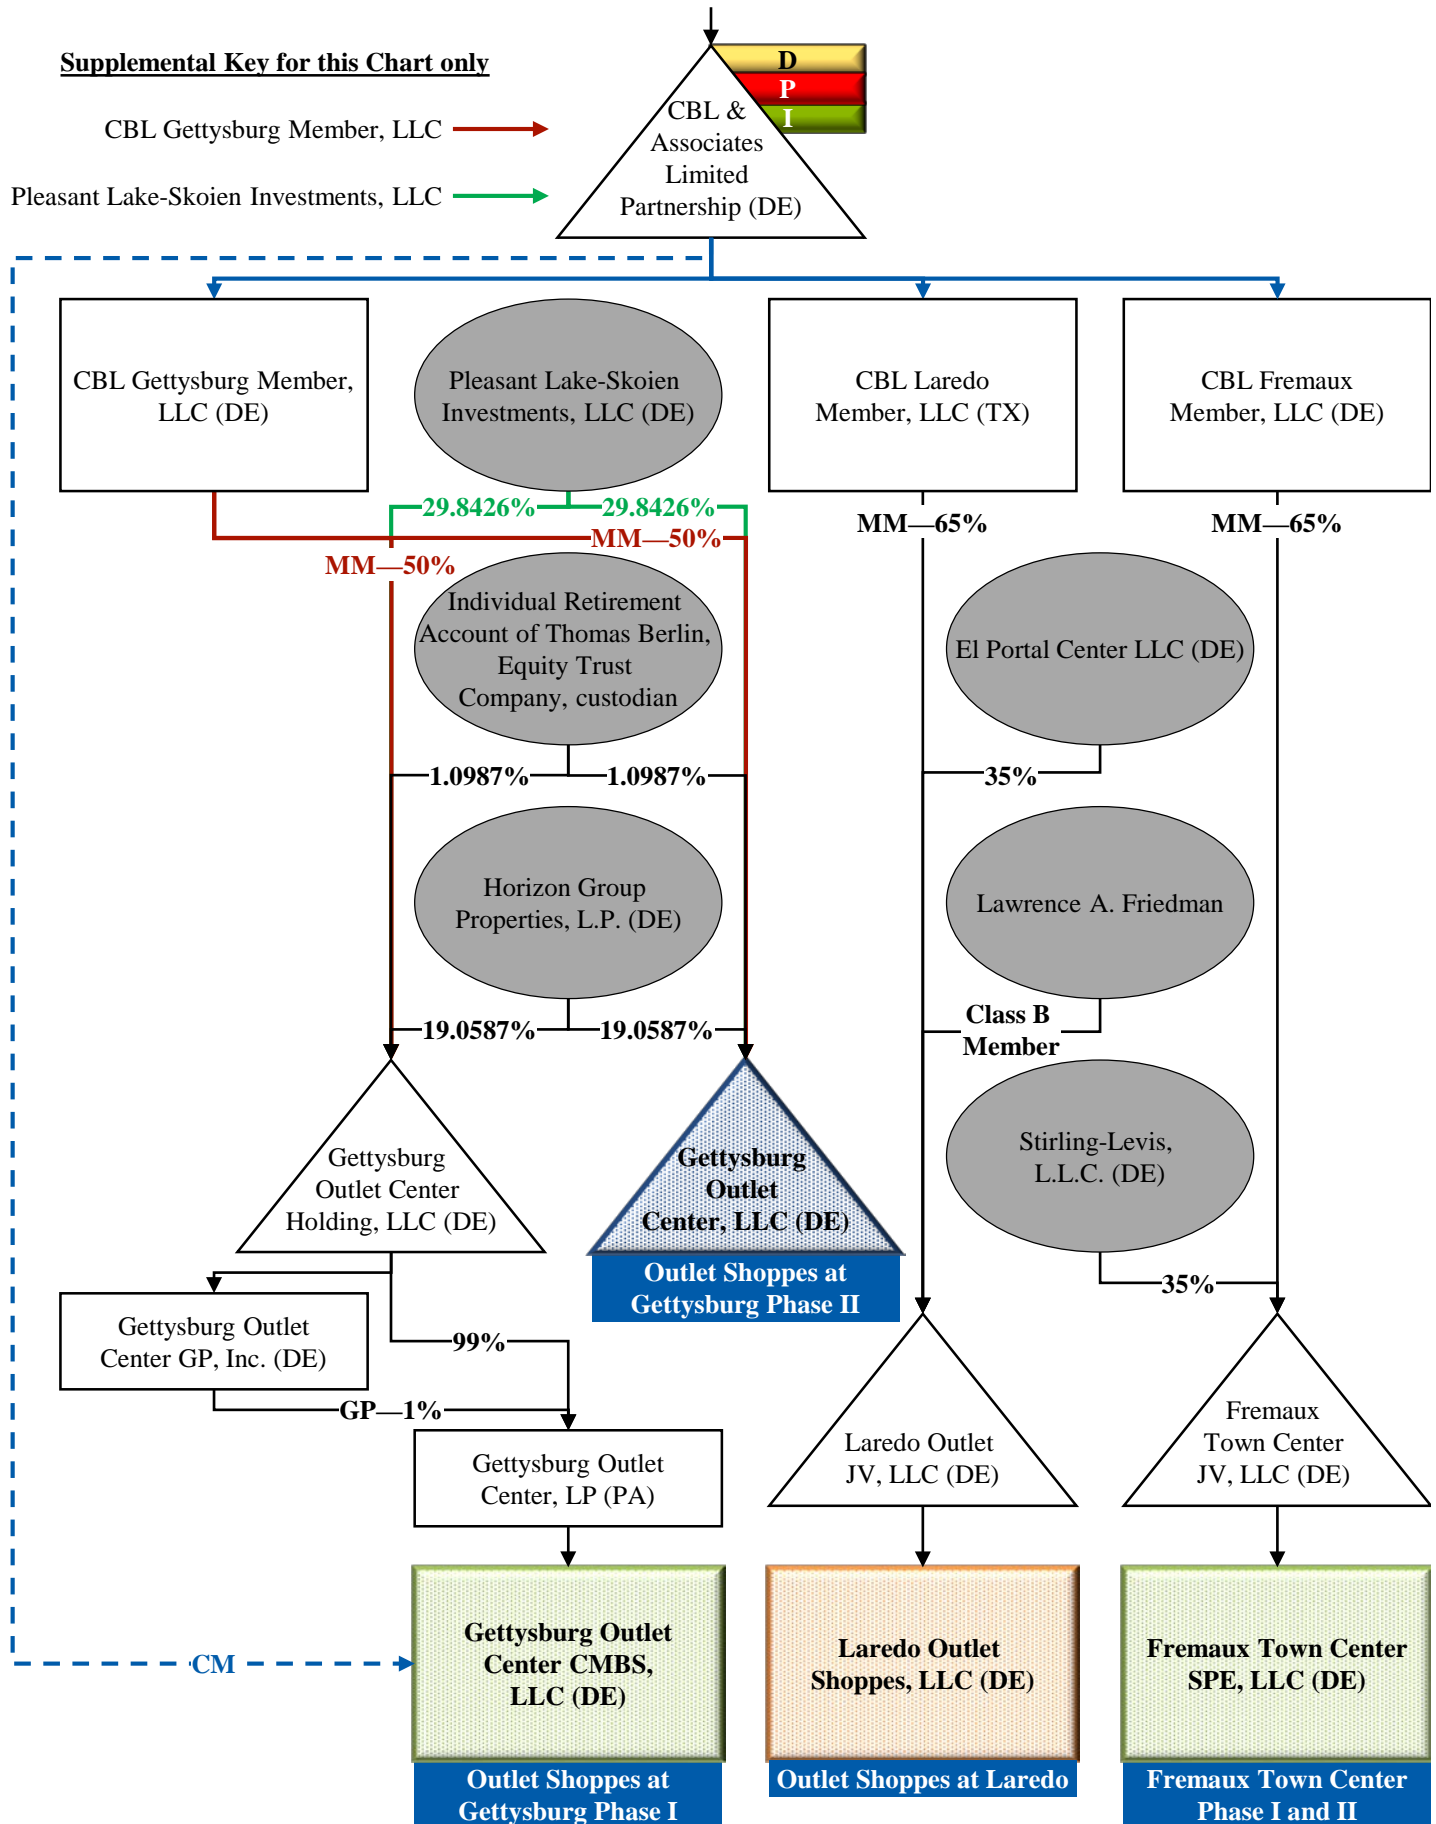 Supplemental Key for this Chart only
CBL Gettysburg Member, LLC
Pleasant Lake-Skoien Investments, LLC
D
P
I
CBL &
Associates
Limited
Partnership (DE)
CBL Gettysburg Member,
LLC (DE)
Pleasant Lake-Skoien
Investments, LLC (DE)
CBL Laredo
Member, LLC (TX)
CBL Fremaux
Member, LLC (DE)
29.8426%
29.8426%
MM—50%
MM—50%
MM—65%
MM—65%
Individual Retirement
Account of Thomas Berlin,
Equity Trust
Company, custodian
El Portal Center LLC (DE)
1.0987%
1.0987%
35%
Horizon Group
Properties, L.P. (DE)
Lawrence A. Friedman
19.0587%
19.0587%
Class B
Member
Gettysburg
Outlet Center
Holding, LLC (DE)
Gettysburg
Outlet
Center, LLC (DE)
Outlet Shoppes at
Gettysburg Phase II
Stirling-Levis,
L.L.C. (DE)
35%
Gettysburg Outlet
Center GP, Inc. (DE)
99%
GP—1%
Gettysburg Outlet
Center, LP (PA)
Laredo Outlet
JV, LLC (DE)
Fremaux
Town Center
JV, LLC (DE)
CM
Gettysburg Outlet
Center CMBS,
LLC (DE)
Outlet Shoppes at
Gettysburg Phase I
Laredo Outlet
Shoppes, LLC (DE)
Outlet Shoppes at Laredo
Fremaux Town Center
SPE, LLC (DE)
Fremaux Town Center
Phase I and II